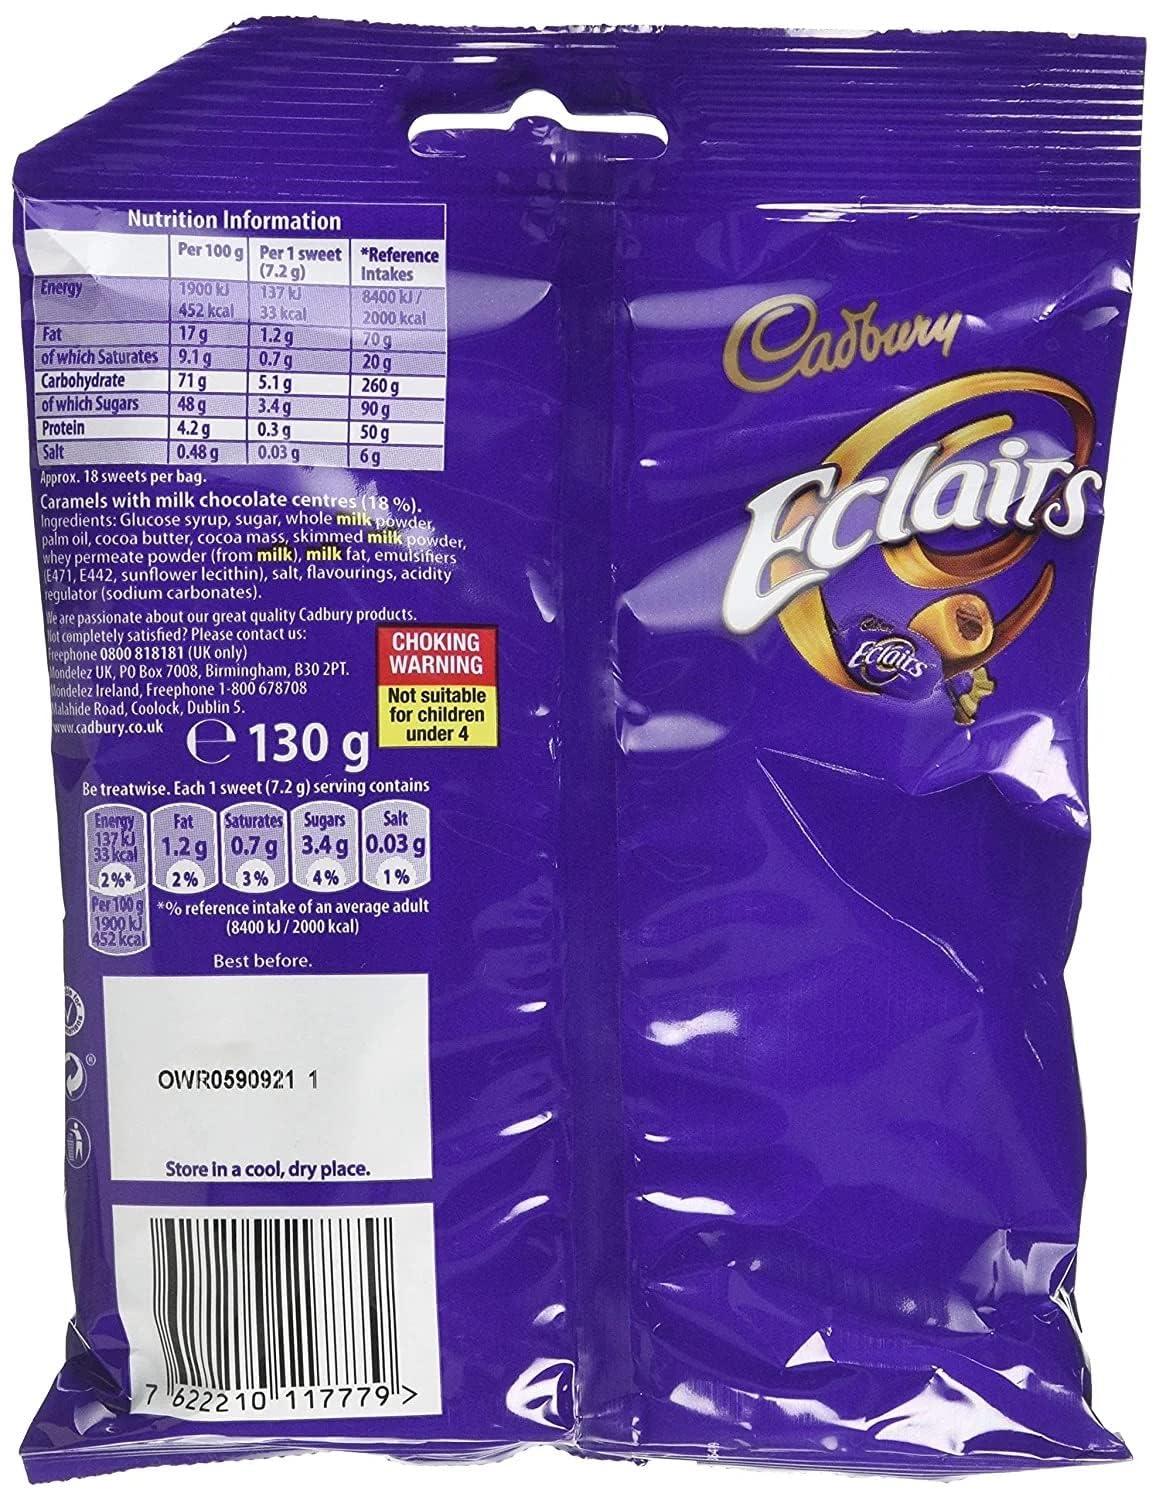 Nutrition Information
Per 100 g Per 1 sweet (7.2 g) *Reference Intakes
Energy 1900 kJ 137 kJ 8400 kJ /
452 kcal 33 kcal 2000 kcal
Fat 17 g 1.2 g 70 g
of which Saturates 9.1 g 0.7 g 20 g
Carbohydrate 71 g 5.1 g 260 g
of which Sugars 48 g 3.4 g 90 g
Protein 4.2 g 0.3 g 50 g
Salt 0.48 g 0.03 g 6 g
Approx. 18 sweets per bag.
Caramels with milk chocolate centres (18 %).
Ingredients: Glucose syrup, sugar, whole milk powder,
palm oil, cocoa butter, cocoa mass, skimmed milk powder,
whey permeate powder (from milk), milk fat, emulsifiers
(E471, E442, sunflower lecithin), salt, flavourings, acidity
regulator (sodium carbonates).
We are passionate about our great quality Cadbury products.
Not completely satisfied? Please contact us:
Freephone 0800 818181 (UK only)
Mondelez UK, PO Box 7008, Birmingham, B30 2PT.
Mondelez Ireland, Freephone 1-800 678708
Malahide Road, Coolock, Dublin 5.
www.cadbury.co.uk
CHOKING
WARNING
Not suitable
for children
under 4
e 130 g
Be treatwise. Each 1 sweet (7.2 g) serving contains
Energy Fat Saturates Sugars Salt
137 kJ
33 kcal 1.2 g 0.7 g 3.4 g 0.03 g
2%* 2% 3% 4% 1%
Per 100 g
1900 kJ
452 kcal
*% reference intake of an average adult
(8400 kJ / 2000 kcal)
Best before.
OWR0590921 1
Store in a cool, dry place.
7 622210 117779 >
Cadbury
Eclairs
Cadbury
Eclairs